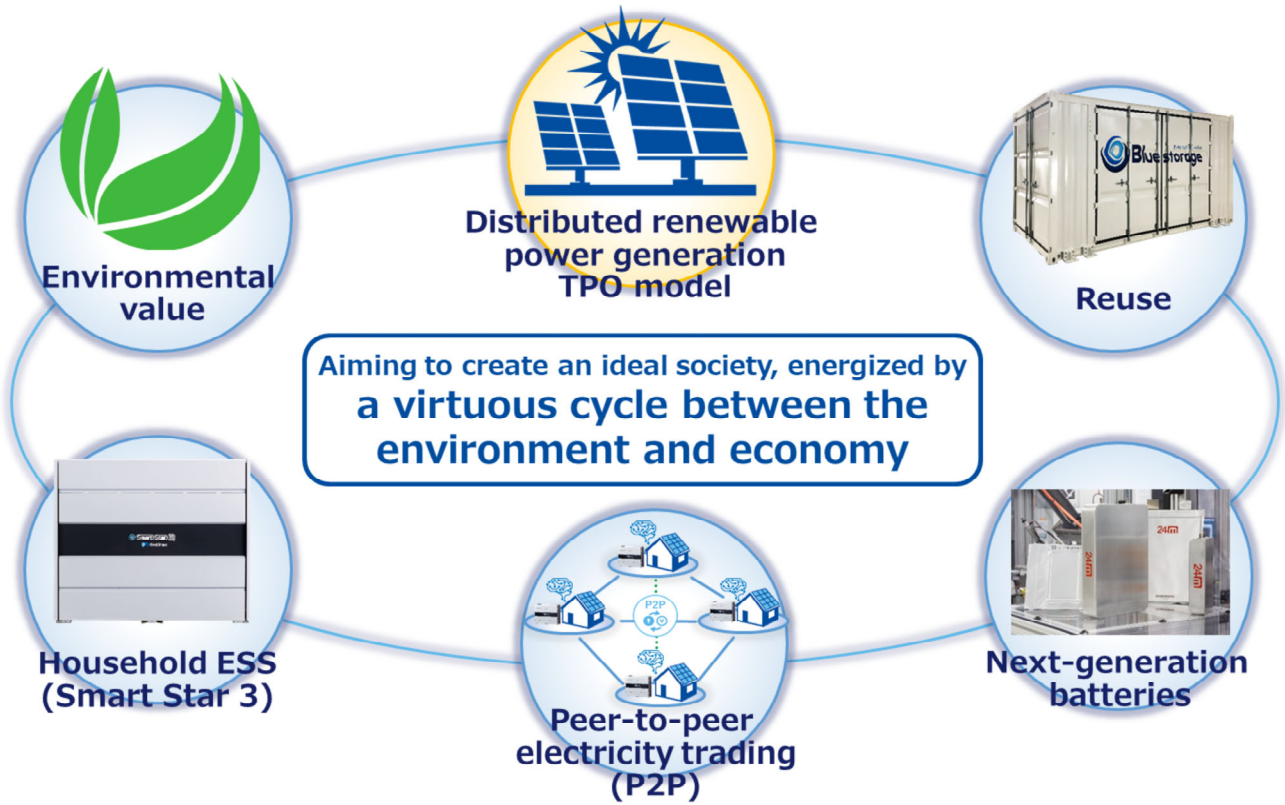 Environmental
value
Distributed renewable
power generation
TPO model
Blue storage
Reuse
Aiming to create an ideal society, energized by
a virtuous cycle between the
environment and economy
Household ESS
(Smart Star 3)
P2P
Peer-to-peer
electricity trading
(P2P)
24m
24m
24m
Next-generation
batteries